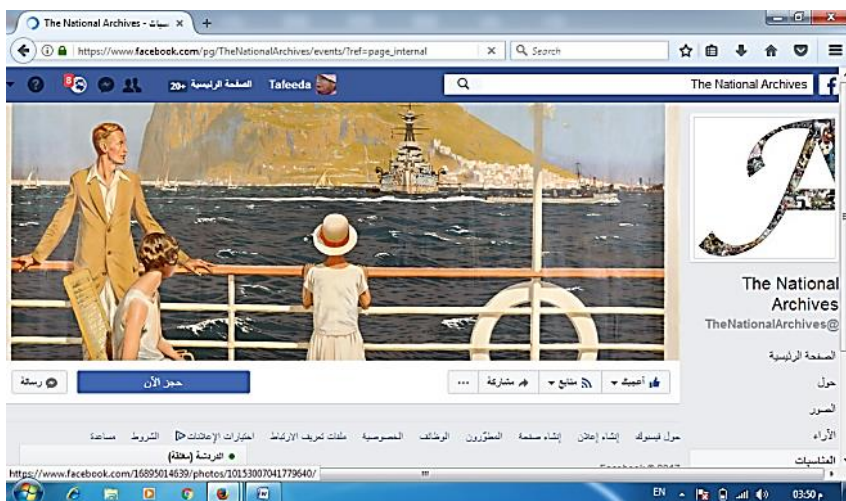 The National Archives - مناسبات
https://www.facebook.com/pg/TheNationalArchives/events/?ref=page_internal
Search
The National Archives
Tafeeda
الصفحة الرئيسية +20
8
The National
Archives
TheNationalArchives@
الصفحة الرئيسية
حول
الصور
الآراء
المناسبات
أعجبك
متابع
مشاركة
...
حجز الآن
رسالة
حول فيسبوك إنشاء إعلان إنشاء صفحة المطوّرون الوظائف الخصوصية ملفات تعريف الارتباط اختيارات الإعلانات الشروط مساعدة
Facebook © 2017
الدردشة (مغلقة)
https://www.facebook.com/16895014639/photos/10153007041779640/
EN
03:50 م